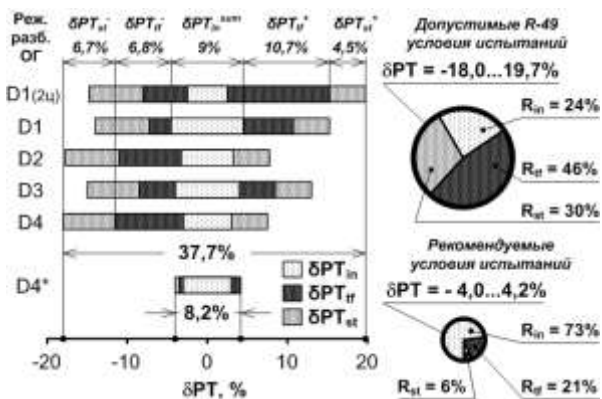 Реж. разб. ОГ
δPTst⁻ δPTtf⁻ δPTin^sum δPTtf⁺ δPTst⁺
6,7% 6,8% 9% 10,7% 4,5%
D1(2ц)
D1
D2
D3
D4
37,7%
D4*
8,2%
δPTin
δPTtf
δPTst
-20 -10 0 10 20
δPT, %
Допустимые R-49
условия испытаний
δPT = -18,0...19,7%
Rin = 24%
Rtf = 46%
Rst = 30%
Рекомендуемые
условия испытаний
δPT = - 4,0...4,2%
Rin = 73%
Rst = 6%
Rtf = 21%